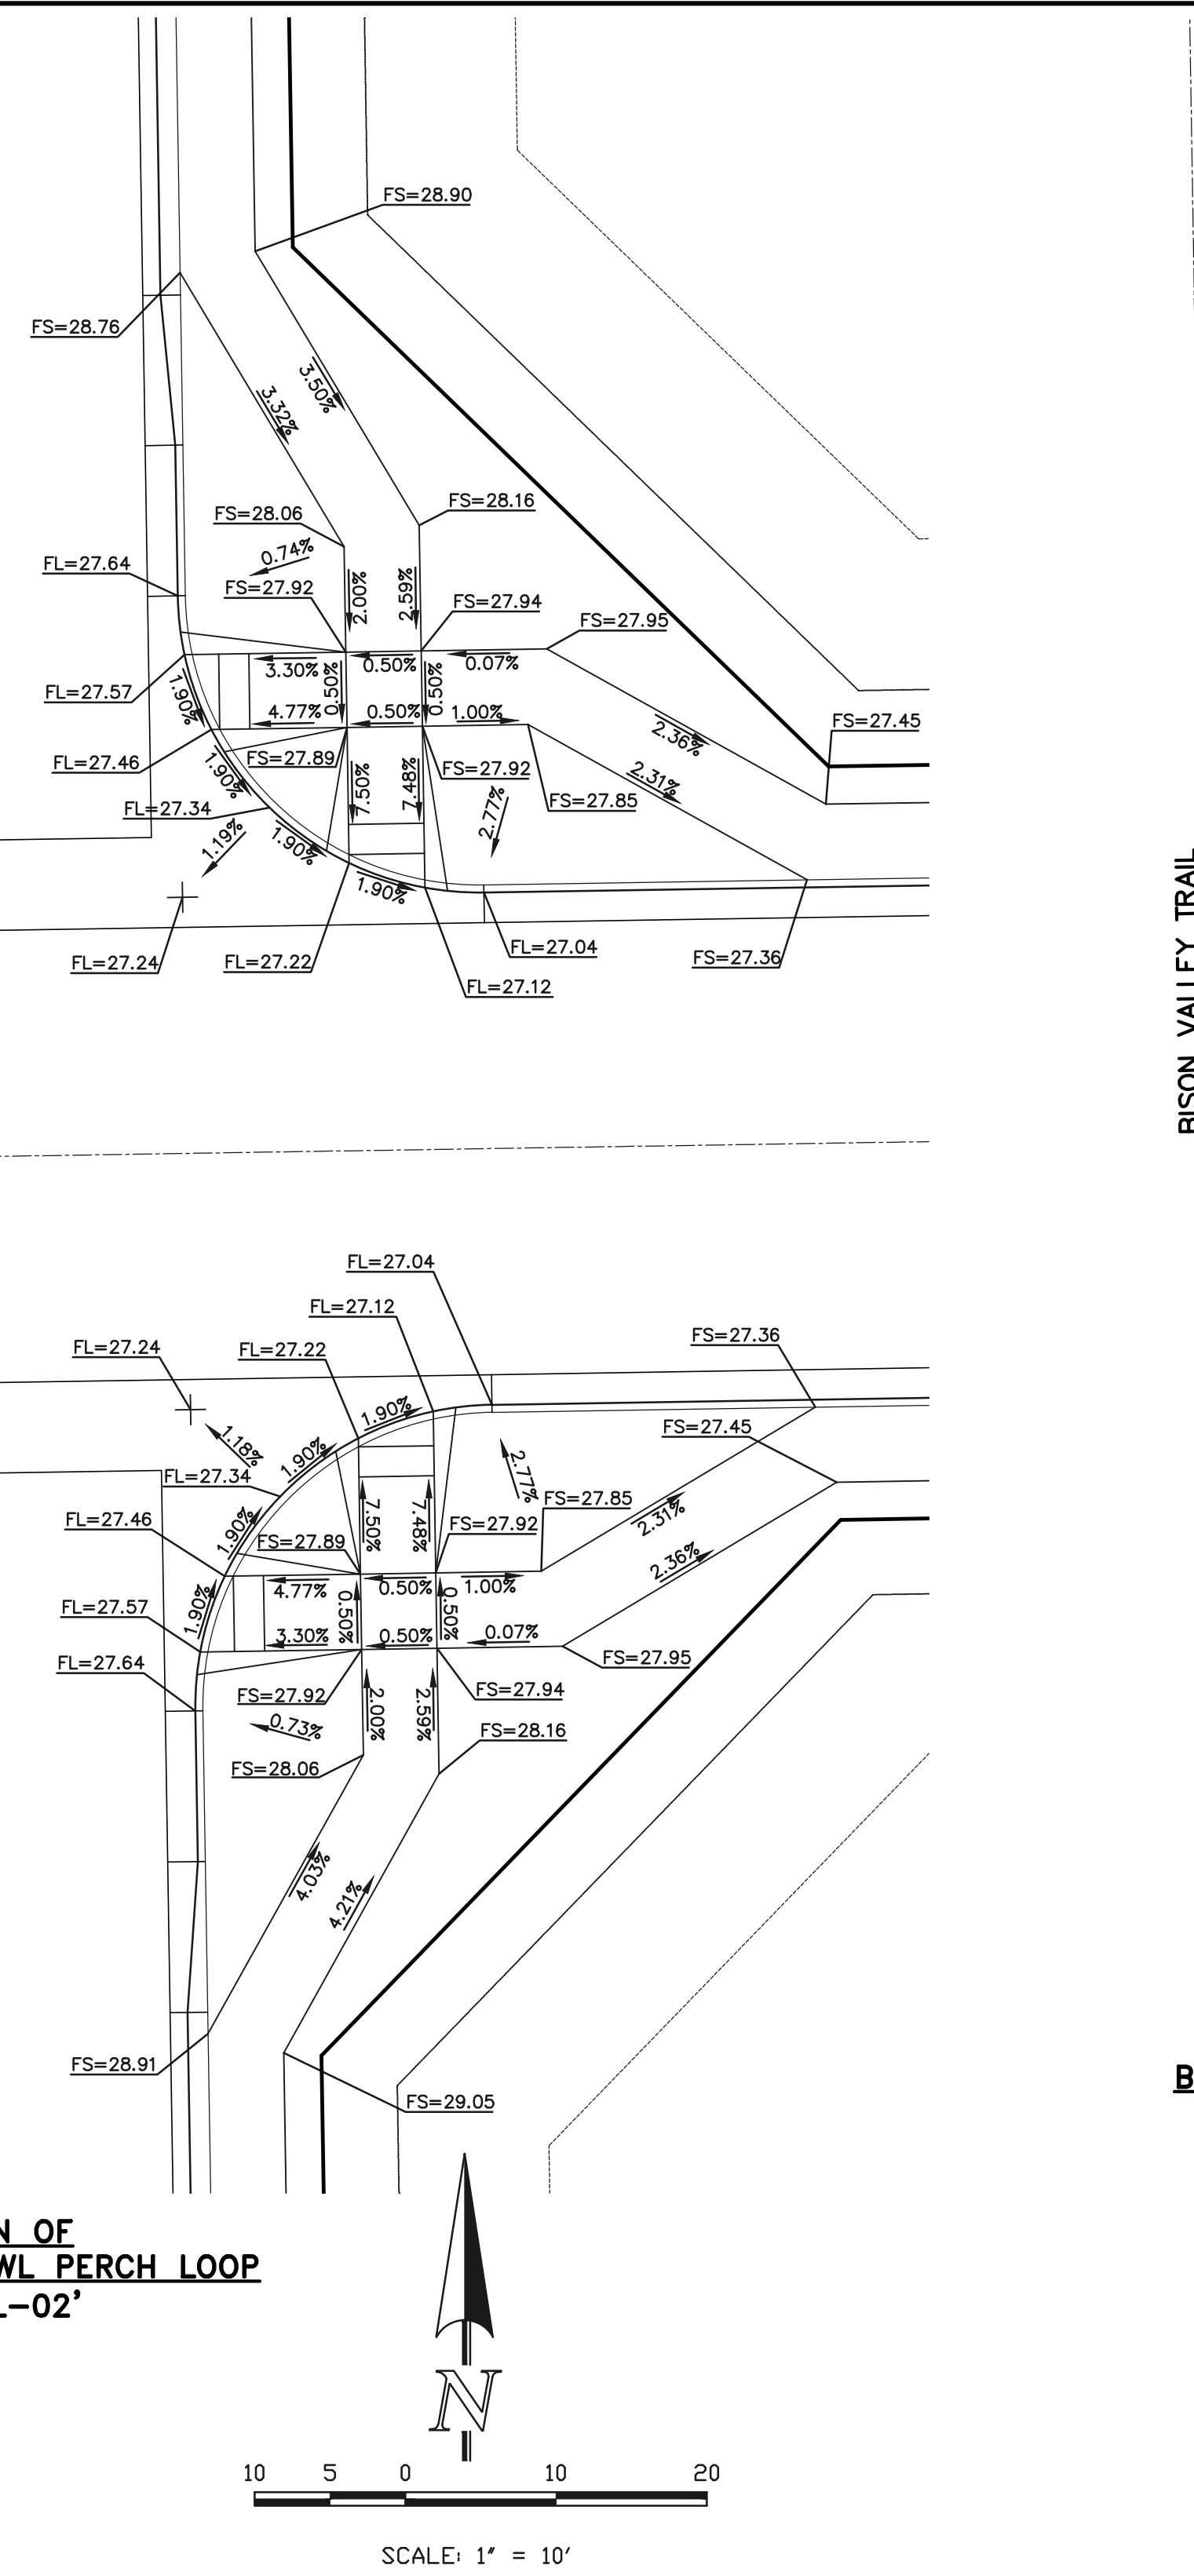 FS=28.90
FS=28.76
3.50%
3.32%
FS=28.16
FS=28.06
0.74%
FL=27.64
FS=27.92
2.00%
2.59%
FS=27.94
FS=27.95
3.30%
0.50%
0.07%
0.50%
0.50%
FL=27.57
1.90%
4.77%
0.50%
1.00%
FS=27.45
2.36%
FL=27.46
FS=27.89
FS=27.92
1.90%
7.50%
7.48%
2.31%
FS=27.85
FL=27.34
2.77%
1.19%
1.90%
1.90%
FL=27.24
FL=27.22
FL=27.04
FS=27.36
FL=27.12
BISON VALLEY TRAIL
FL=27.04
FL=27.12
FL=27.24
FL=27.22
FS=27.36
1.90%
FS=27.45
1.18%
1.90%
FL=27.34
2.77%
FS=27.85
FL=27.46
1.90%
7.50%
7.48%
FS=27.92
2.31%
FS=27.89
2.36%
4.77%
0.50%
1.00%
FL=27.57
1.90%
0.50%
0.50%
3.30%
0.50%
0.07%
FL=27.64
FS=27.95
FS=27.92
2.00%
2.59%
FS=27.94
0.73%
FS=28.16
FS=28.06
4.03%
4.21%
FS=28.91
FS=29.05
B
N OF
WL PERCH LOOP
L-02'
N
10 5 0 10 20
SCALE: 1" = 10'